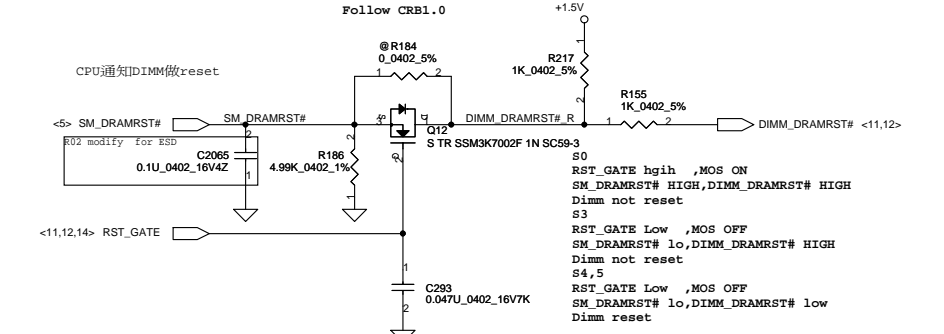 Follow CRB1.0
+1.5V
@R184
0_0402_5%
1
2
CPU通知DIMM做reset
R217
1K_0402_5%
1
2
R155
1K_0402_5%
1
2
<5> SM_DRAMRST#
SM_DRAMRST#
DIMM_DRAMRST#_R
DIMM_DRAMRST# <11,12>
Q12
S TR SSM3K7002F 1N SC59-3
R02 modify for ESD
C2065
0.1U_0402_16V4Z
2
1
R186
4.99K_0402_1%
2
1
2
S0
RST_GATE hgih ,MOS ON
SM_DRAMRST# HIGH,DIMM_DRAMRST# HIGH
Dimm not reset
S3
RST_GATE Low ,MOS OFF
SM_DRAMRST# lo,DIMM_DRAMRST# HIGH
Dimm not reset
S4,5
RST_GATE Low ,MOS OFF
SM_DRAMRST# lo,DIMM_DRAMRST# low
Dimm reset
<11,12,14> RST_GATE
1
C293
0.047U_0402_16V7K
2